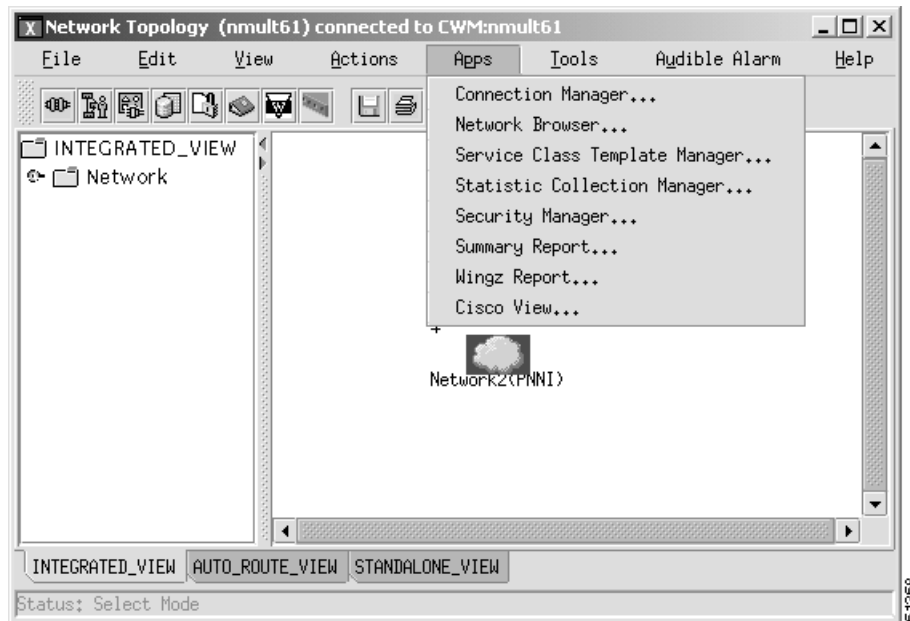 Network Topology (nmult61) connected to CWM:nmult61
File Edit View Actions Apps Tools Audible Alarm Help
Connection Manager...
Network Browser...
INTEGRATED_VIEW
Service Class Template Manager...
Network
Statistic Collection Manager...
Security Manager...
Summary Report...
Wingz Report...
Cisco View...
Network2(PNNI)
INTEGRATED_VIEW AUTO_ROUTE_VIEW STANDALONE_VIEW
Status: Select Mode